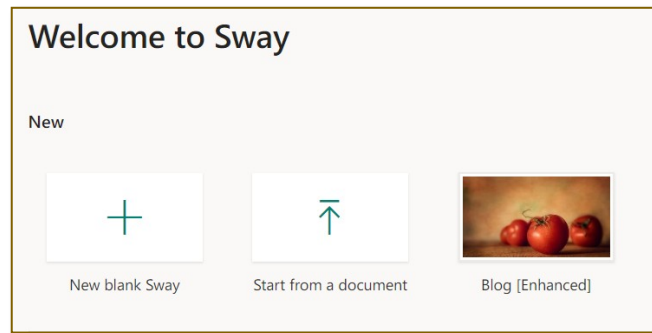 Welcome to Sway
New
New blank Sway
Start from a document
Blog [Enhanced]